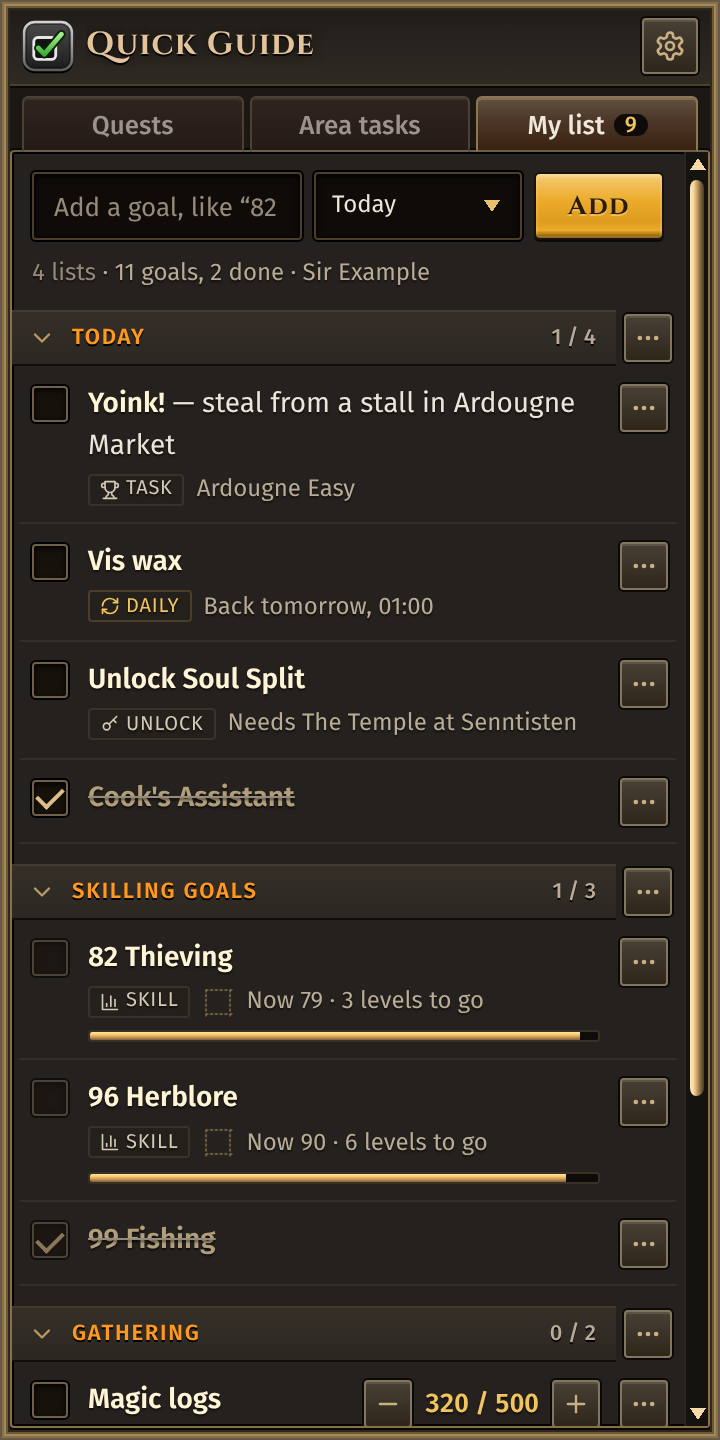 Quick Guide
Quests
Area tasks
My list 9
Add a goal, like “82
Today
Add
4 lists · 11 goals, 2 done · Sir Example
TODAY 1 / 4
Yoink! — steal from a stall in Ardougne
Market
TASK Ardougne Easy
Vis wax
DAILY Back tomorrow, 01:00
Unlock Soul Split
UNLOCK Needs The Temple at Senntisten
Cook's Assistant
SKILLING GOALS 1 / 3
82 Thieving
SKILL Now 79 · 3 levels to go
96 Herblore
SKILL Now 90 · 6 levels to go
99 Fishing
GATHERING 0 / 2
Magic logs − 320 / 500 +